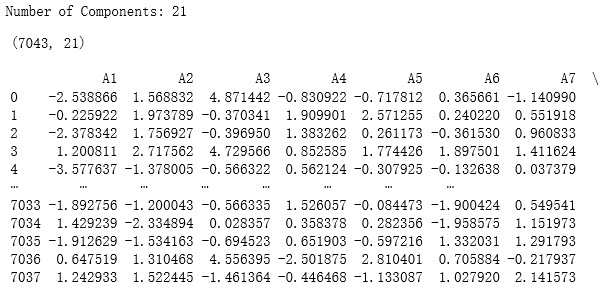 Number of Components: 21
(7043, 21)
A1 A2 A3 A4 A5 A6 A7 \
0 -2.538866 1.568832 4.871442 -0.830922 -0.717812 0.365661 -1.140990
1 -0.225922 1.973789 -0.370341 1.909901 2.571255 0.240220 0.551918
2 -2.378342 1.756927 -0.396950 1.383262 0.261173 -0.361530 0.960833
3 1.200811 2.717562 4.729566 0.852585 1.774426 1.897501 1.411624
4 -3.577637 -1.378005 -0.566322 0.562124 -0.307925 -0.132638 0.037379
… … … … … … … …
7033 -1.892756 -1.200043 -0.566335 1.526057 -0.084473 -1.900424 0.549541
7034 1.429239 -2.334894 0.028357 0.358378 0.282356 -1.958575 1.151973
7035 -1.912629 -1.534163 -0.694523 0.651903 -0.597216 1.332031 1.291793
7036 0.647519 1.310468 4.556395 -2.501875 2.810401 0.705884 -0.217937
7037 1.242933 1.522445 -1.461364 -0.446468 -1.133087 1.027920 2.141573